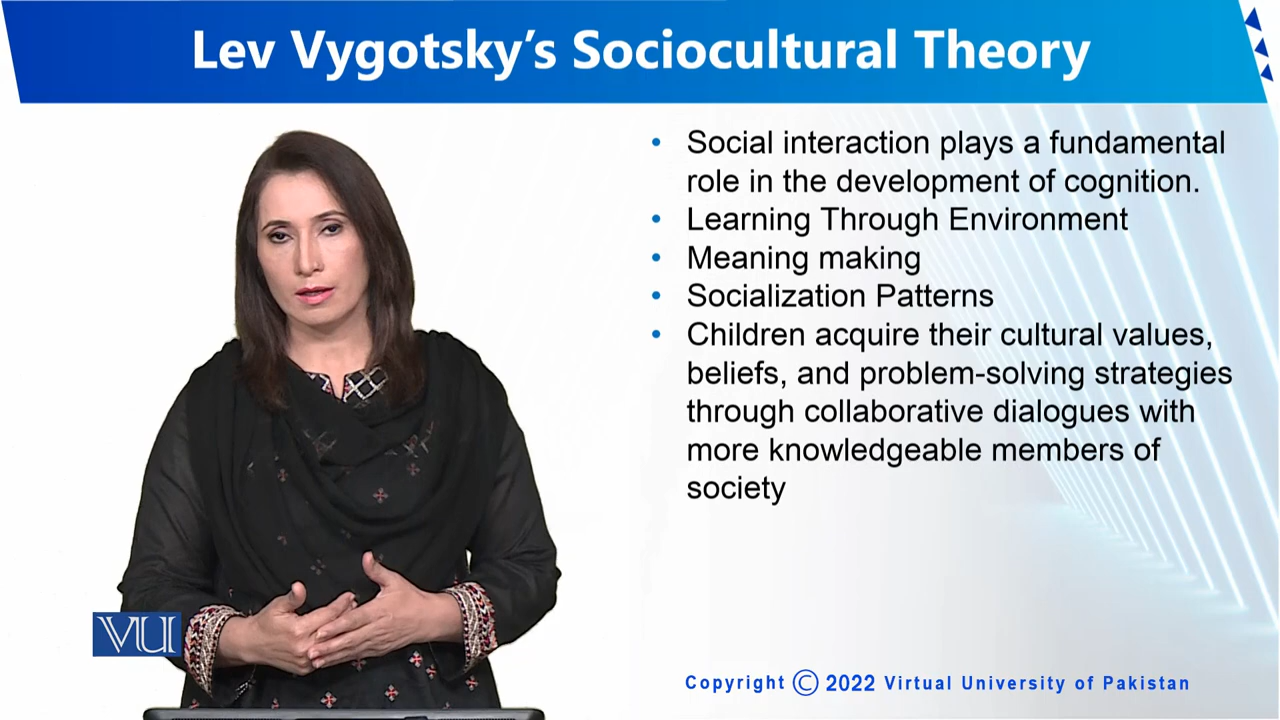 Lev Vygotsky's Sociocultural Theory
• Social interaction plays a fundamental
role in the development of cognition.
• Learning Through Environment
• Meaning making
• Socialization Patterns
• Children acquire their cultural values,
beliefs, and problem-solving strategies
through collaborative dialogues with
more knowledgeable members of
society
VU
Copyright © 2022 Virtual University of Pakistan